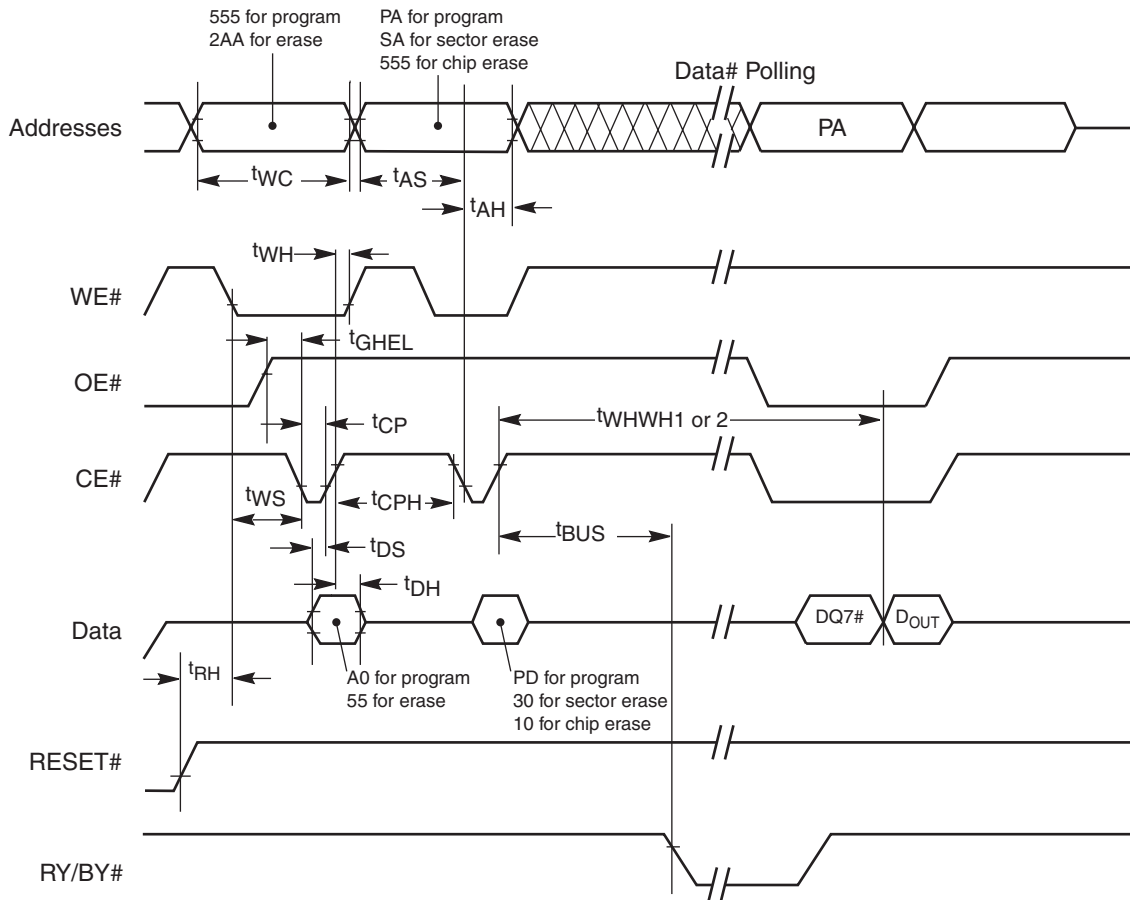 555 for program
2AA for erase
PA for program
SA for sector erase
555 for chip erase
Data# Polling
Addresses
PA
tWC
tAS
tAH
tWH
WE#
tGHEL
OE#
tWHWH1 or 2
tCP
CE#
tWS
tCPH
tBUS
tDS
tDH
Data
DQ7#
DOUT
tRH
A0 for program
55 for erase
PD for program
30 for sector erase
10 for chip erase
RESET#
RY/BY#